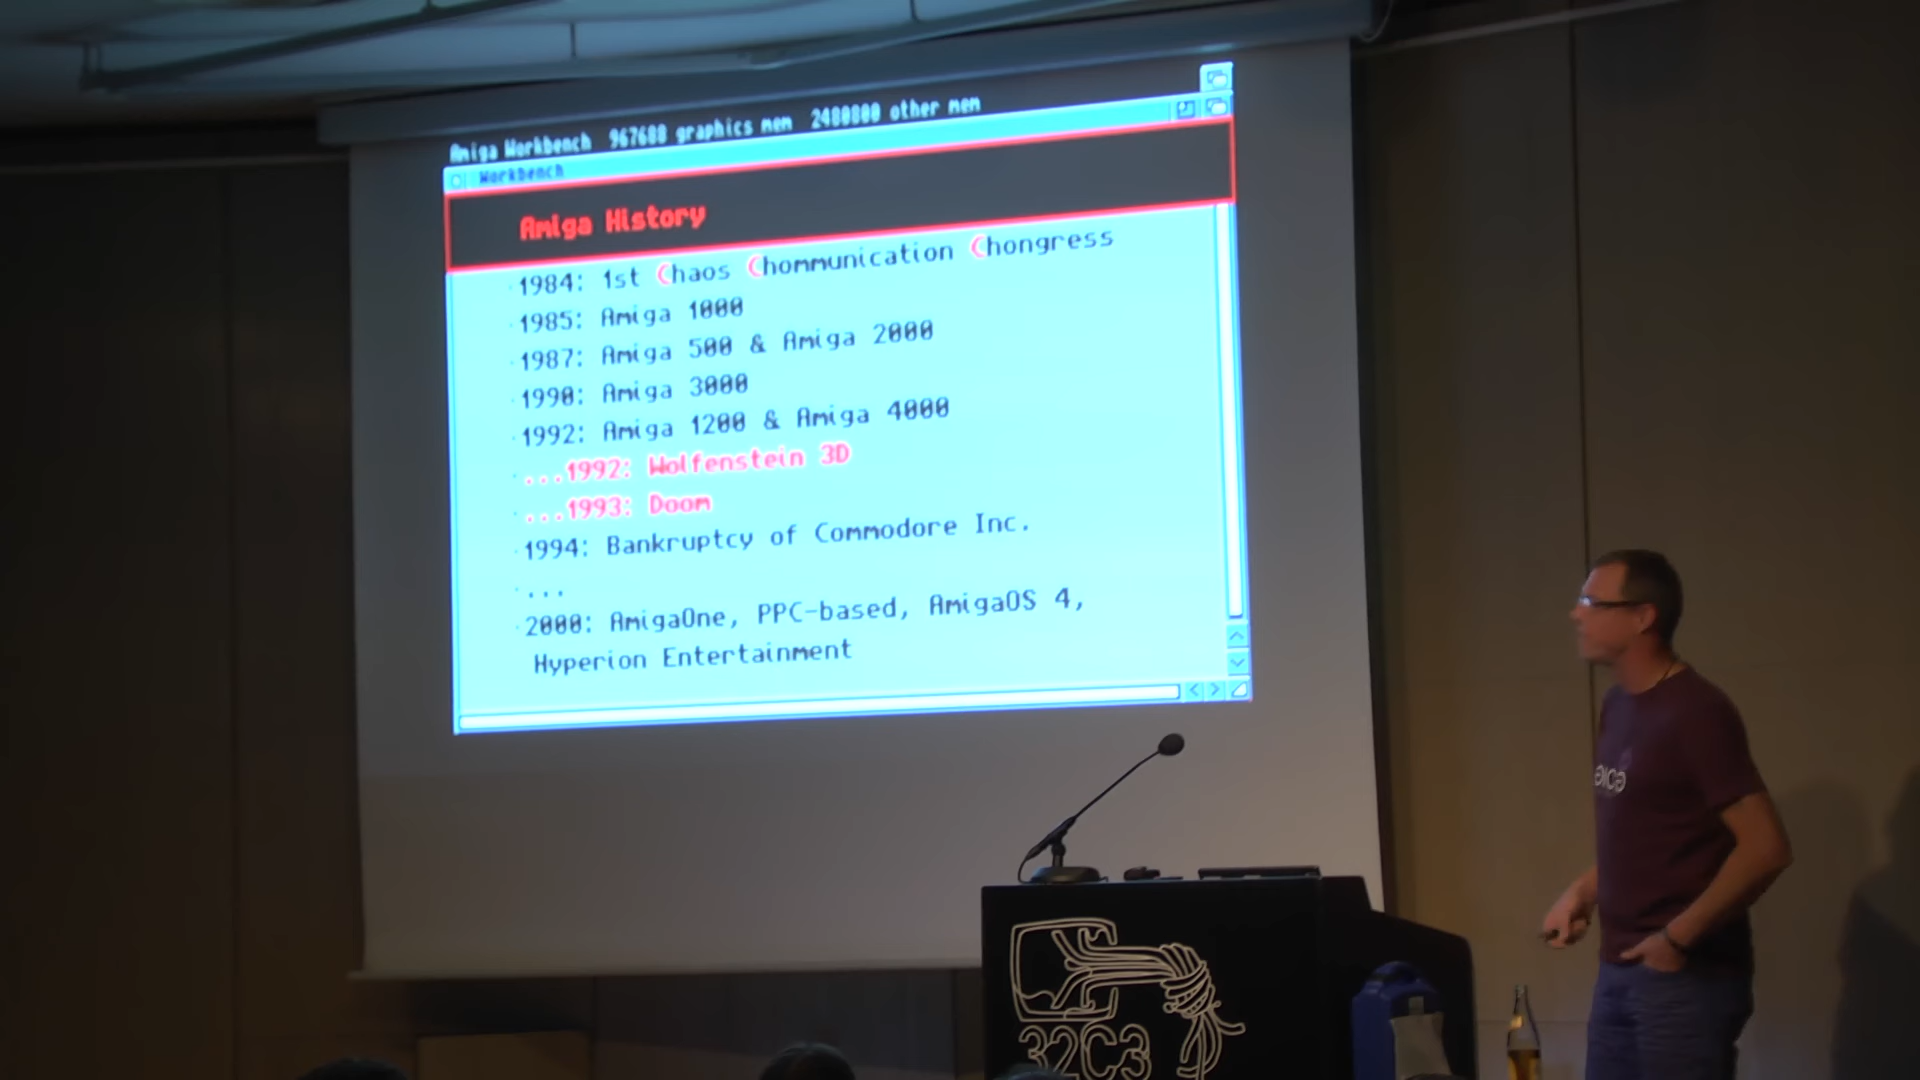 Amiga Workbench 967688 graphics mem 2480800 other mem
Workbench
Amiga History
1984: 1st Chaos Chommunication Chongress
1985: Amiga 1000
1987: Amiga 500 & Amiga 2000
1990: Amiga 3000
1992: Amiga 1200 & Amiga 4000
...1992: Wolfenstein 3D
...1993: Doom
1994: Bankruptcy of Commodore Inc.
...
2000: AmigaOne, PPC-based, AmigaOS 4,
Hyperion Entertainment
32C3